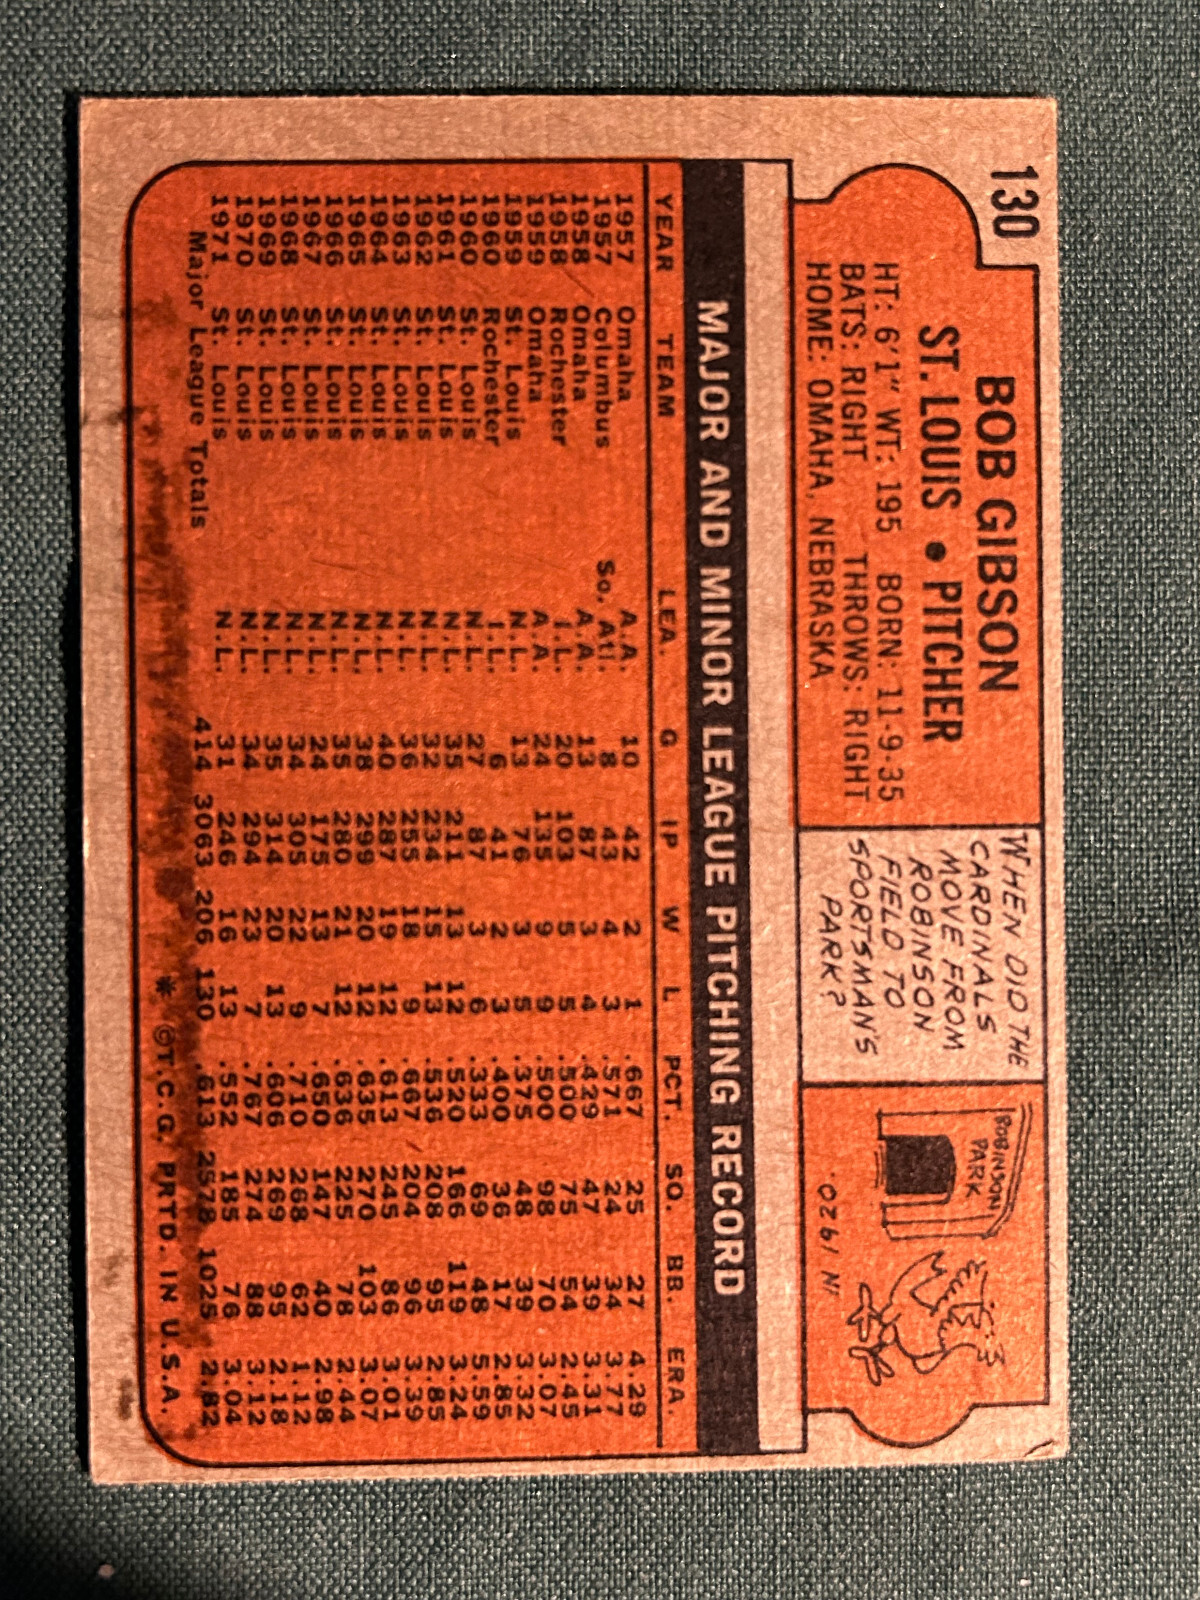 130
BOB GIBSON
ST. LOUIS • PITCHER
HT: 6'1" WT: 195 BORN: 11-9-35
BATS: RIGHT THROWS: RIGHT
HOME: OMAHA, NEBRASKA
WHEN DID THE
CARDINALS
MOVE FROM
ROBINSON
FIELD TO
SPORTSMAN'S
PARK?
ROBINSON
PARK
IN 1920.
MAJOR AND MINOR LEAGUE PITCHING RECORD
YEAR TEAM LEA. G IP W L PCT. SO. BB. ERA.
1957 Omaha A.A. 10 42 2 1 .667 25 27 4.29
1957 Columbus So. Atl. 8 43 4 3 .571 24 34 3.77
1958 Omaha A.A. 13 87 3 4 .429 47 39 3.31
1958 Rochester I.L. 20 103 5 5 .500 75 54 2.45
1959 Omaha A.A. 24 135 9 9 .500 98 70 3.07
1959 St. Louis N.L. 13 76 3 5 .375 48 39 3.32
1960 Rochester I.L. 6 41 2 3 .400 36 17 2.85
1960 St. Louis N.L. 27 87 3 6 .333 69 48 5.59
1961 St. Louis N.L. 35 211 13 12 .520 166 119 3.24
1962 St. Louis N.L. 32 234 15 13 .536 208 95 2.85
1963 St. Louis N.L. 36 255 18 9 .667 204 96 3.39
1964 St. Louis N.L. 40 287 19 12 .613 245 86 3.01
1965 St. Louis N.L. 38 299 20 12 .635 270 103 3.07
1966 St. Louis N.L. 35 280 21 12 .636 225 78 2.44
1967 St. Louis N.L. 24 175 13 7 .650 147 40 2.98
1968 St. Louis N.L. 34 305 22 9 .710 268 62 1.12
1969 St. Louis N.L. 35 314 20 13 .606 269 95 2.18
1970 St. Louis N.L. 34 294 23 7 .767 274 88 3.12
1971 St. Louis N.L. 31 246 16 13 .552 185 76 3.04
Major League Totals 414 3063 206 130 .613 2578 1025 2.82
* ©T.C.G. PRTD. IN U.S.A.